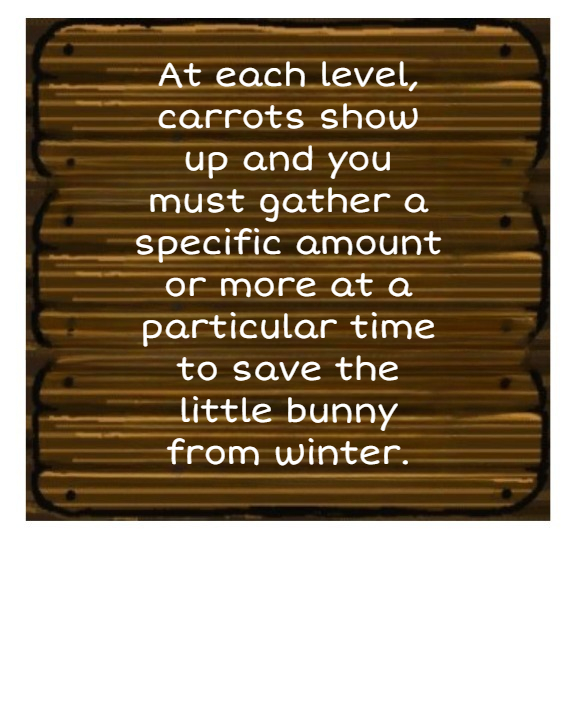 At each level,
carrots show
up and you
must gather a
specific amount
or more at a
particular time
to save the
little bunny
from winter.